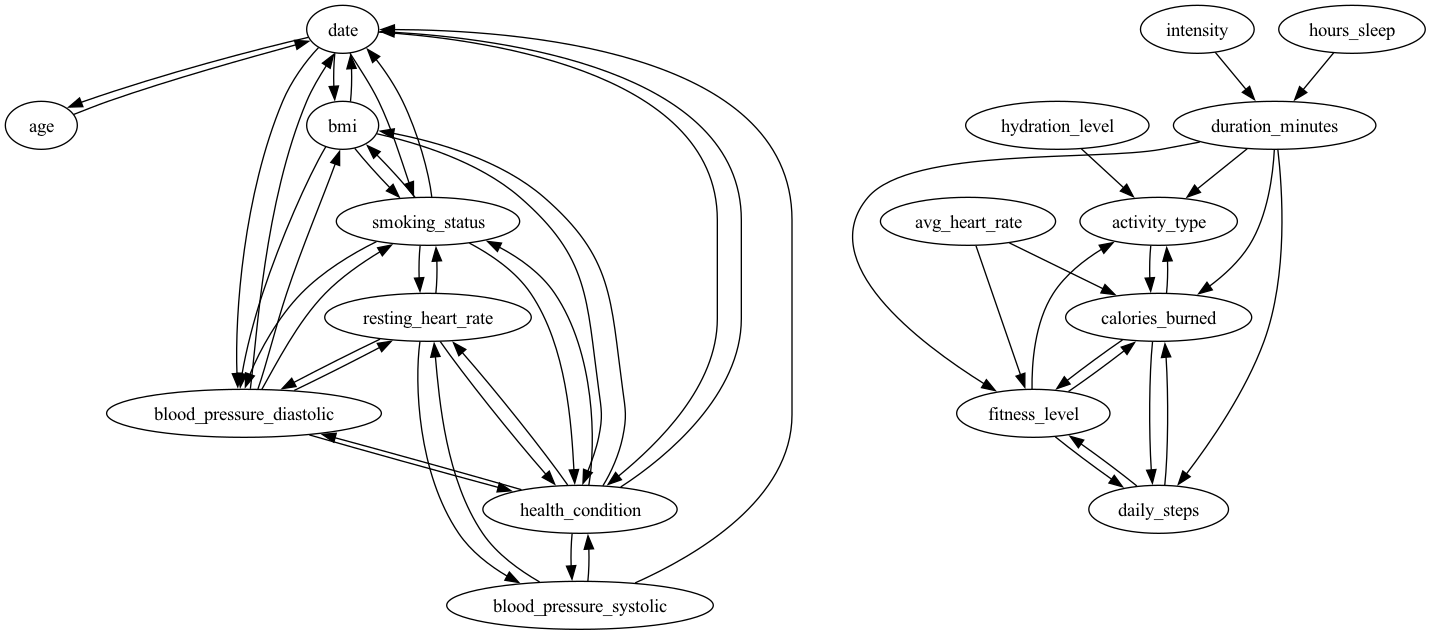 date
intensity
hours_sleep
age
bmi
hydration_level
duration_minutes
smoking_status
avg_heart_rate
activity_type
resting_heart_rate
calories_burned
blood_pressure_diastolic
fitness_level
health_condition
daily_steps
blood_pressure_systolic